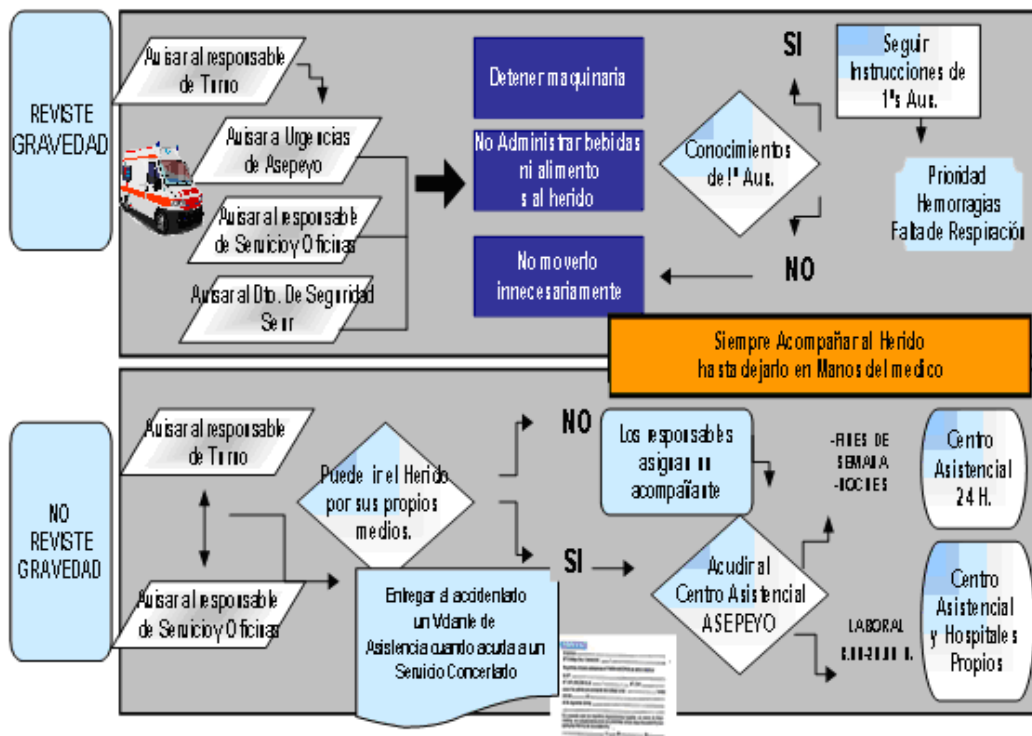 REVISTE
GRAVEDAD
Avisar al responsable
de Turno
Avisar a Urgencias
de Asepeyo
Avisar al responsable
de Servicio y Oficinas
Avisar al Dto. De Seguridad
Seur
Detener maquinaria
No Administrar bebidas
ni alimento
s al herido
No moverlo
innecesariamente
Conocimientos
de 1º Aux.
SI
NO
Seguir
Instrucciones de
1ºs Aux.
Prioridad
Hemorragias
Falta de Respiración
Siempre Acompañar al Herido
hasta dejarlo en Manos del medico
NO
REVISTE
GRAVEDAD
Avisar al responsable
de Turno
Avisar al responsable
de Servicio y Oficinas
Puede ir el Herido
por sus propios
medios.
NO
SI
Entregar al accidentado
un Volante de
Asistencia cuando acuda a un
Servicio Concertado
Los responsables
asignan un
acompañante
Acudir al
Centro Asistencial
ASEPEYO
-FINES DE
SEMANA
-NOCHES
LABORAL
Centro
Asistencial
24 H.
Centro
Asistencial
y Hospitales
Propios